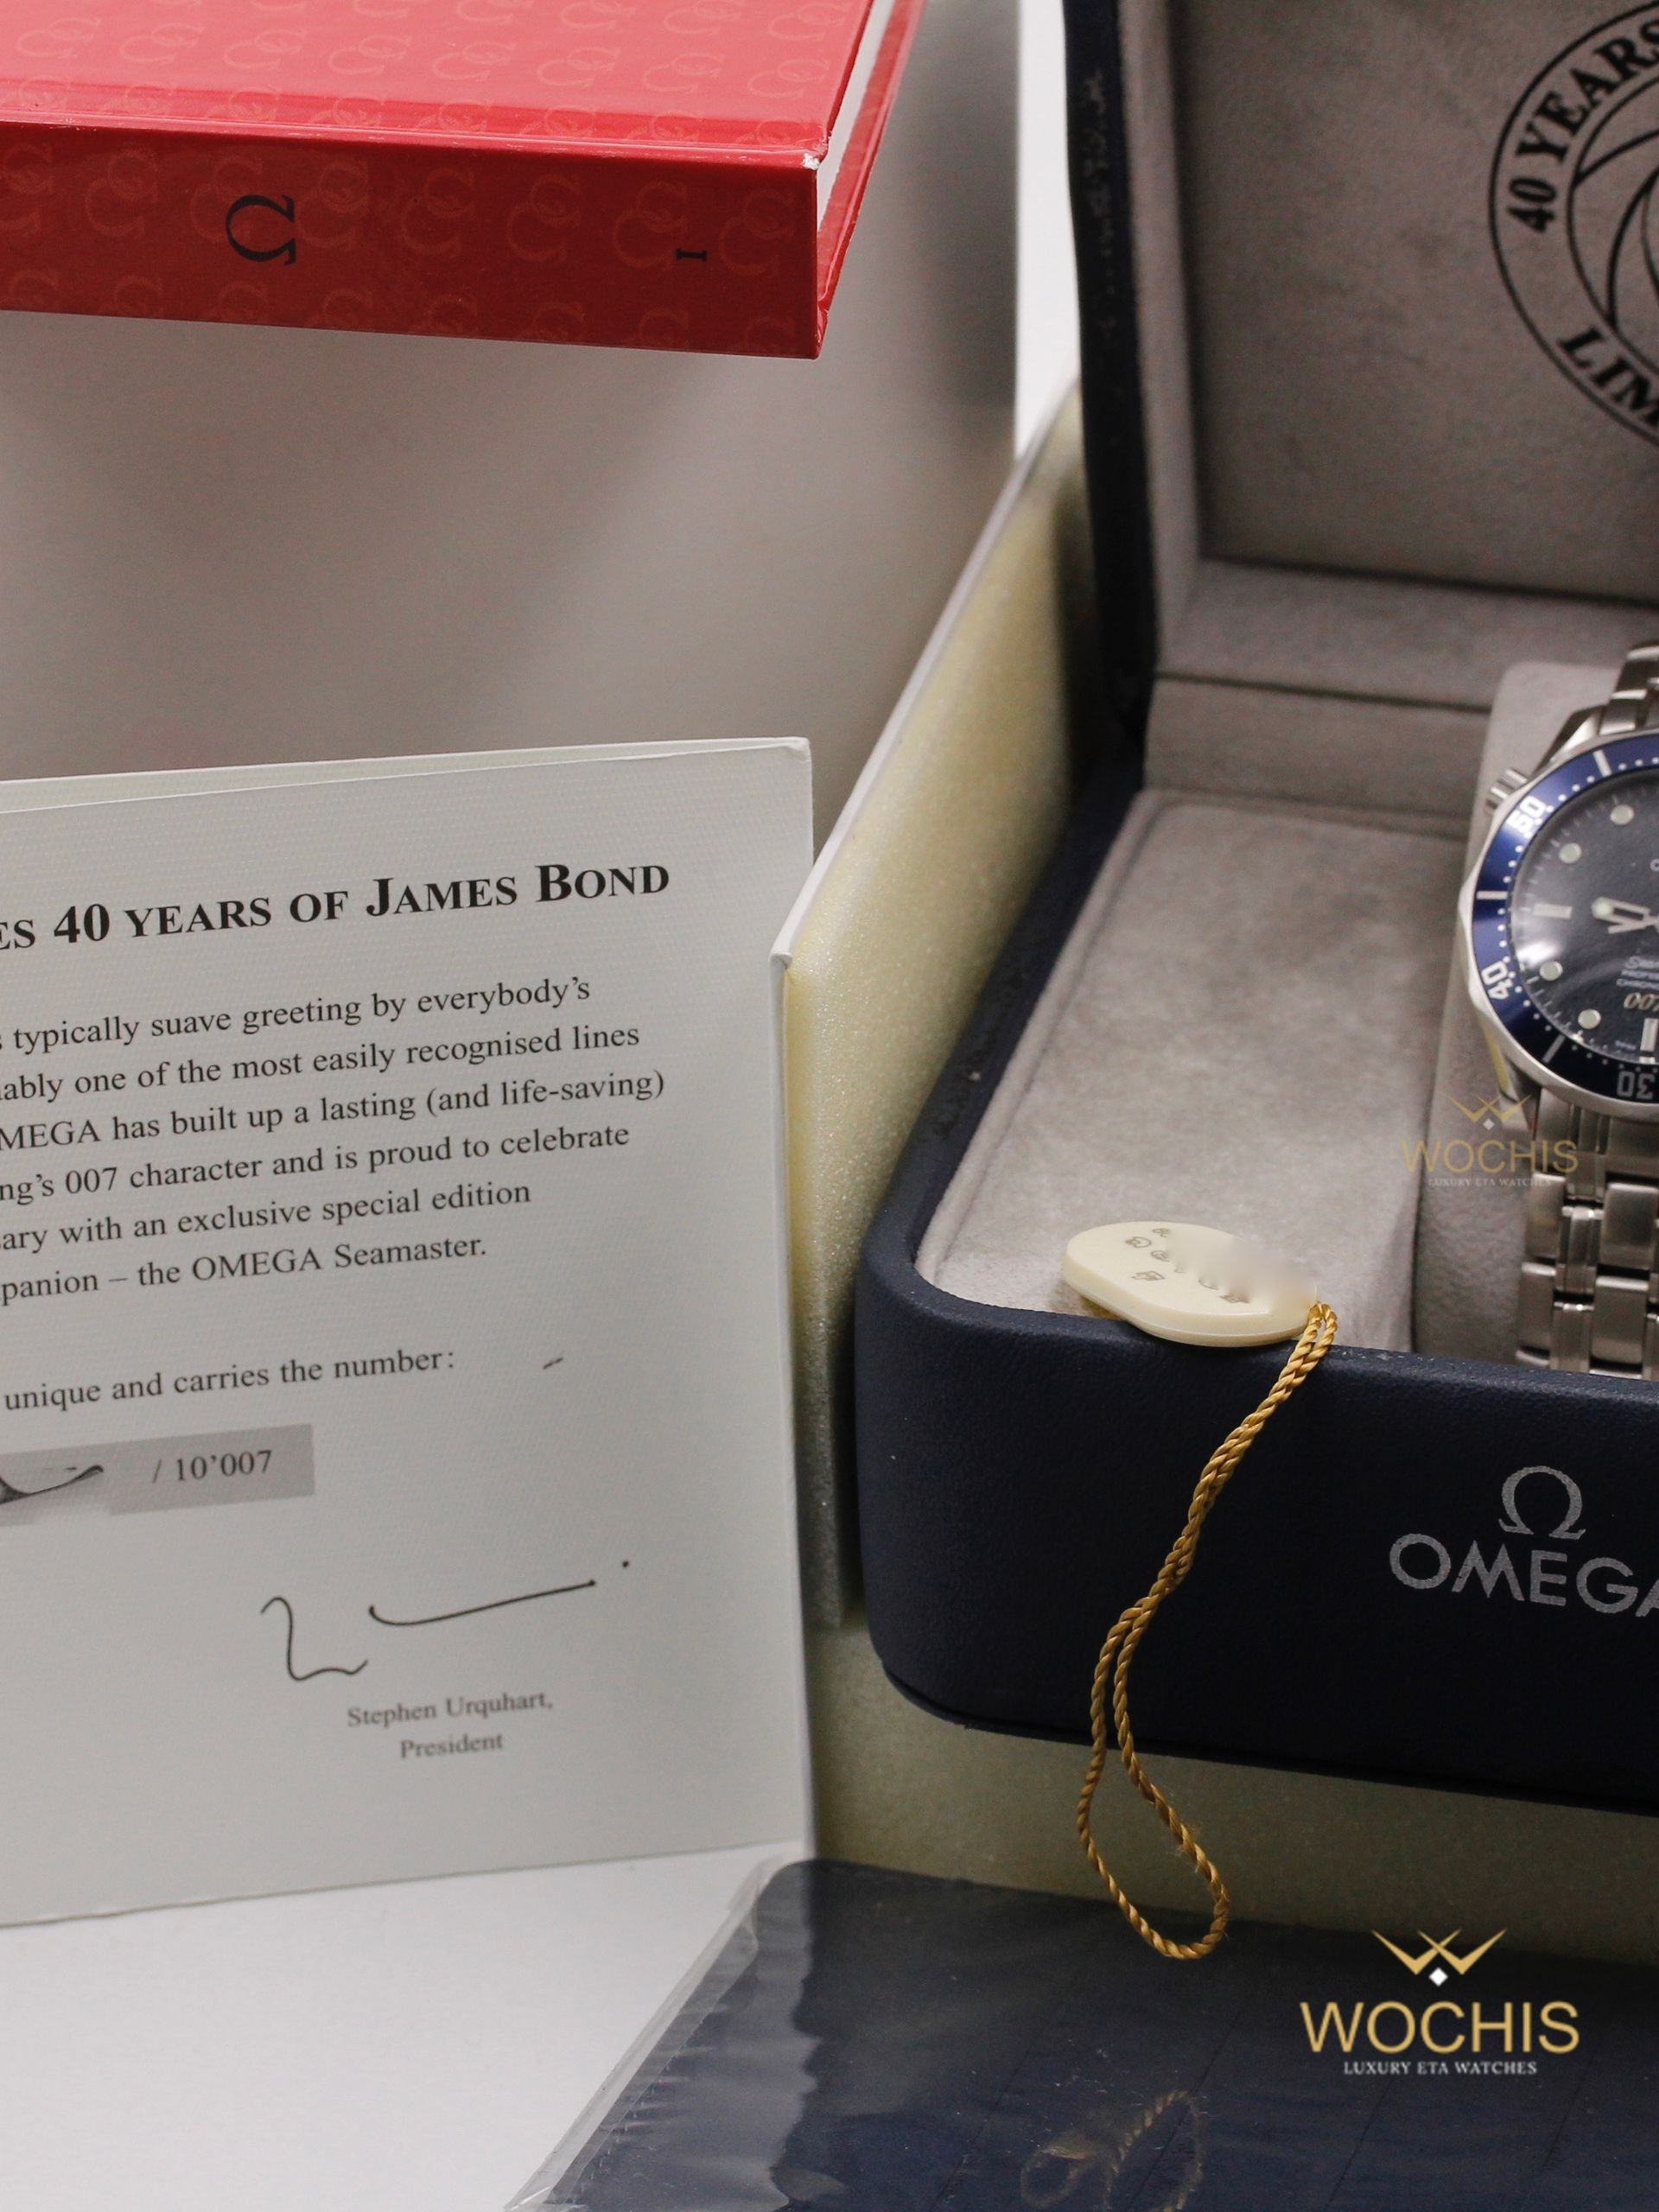 Ω
I
40 YEARS
LIM
ES 40 YEARS OF JAMES BOND
s typically suave greeting by everybody's
ably one of the most easily recognised lines
MEGA has built up a lasting (and life-saving)
ng's 007 character and is proud to celebrate
ary with an exclusive special edition
panion – the OMEGA Seamaster.
unique and carries the number:
/ 10'007
Stephen Urquhart,
President
50
40
30
007
WOCHIS
LUXURY ETA WATCHES
Ω
OMEGA
WOCHIS
LUXURY ETA WATCHES